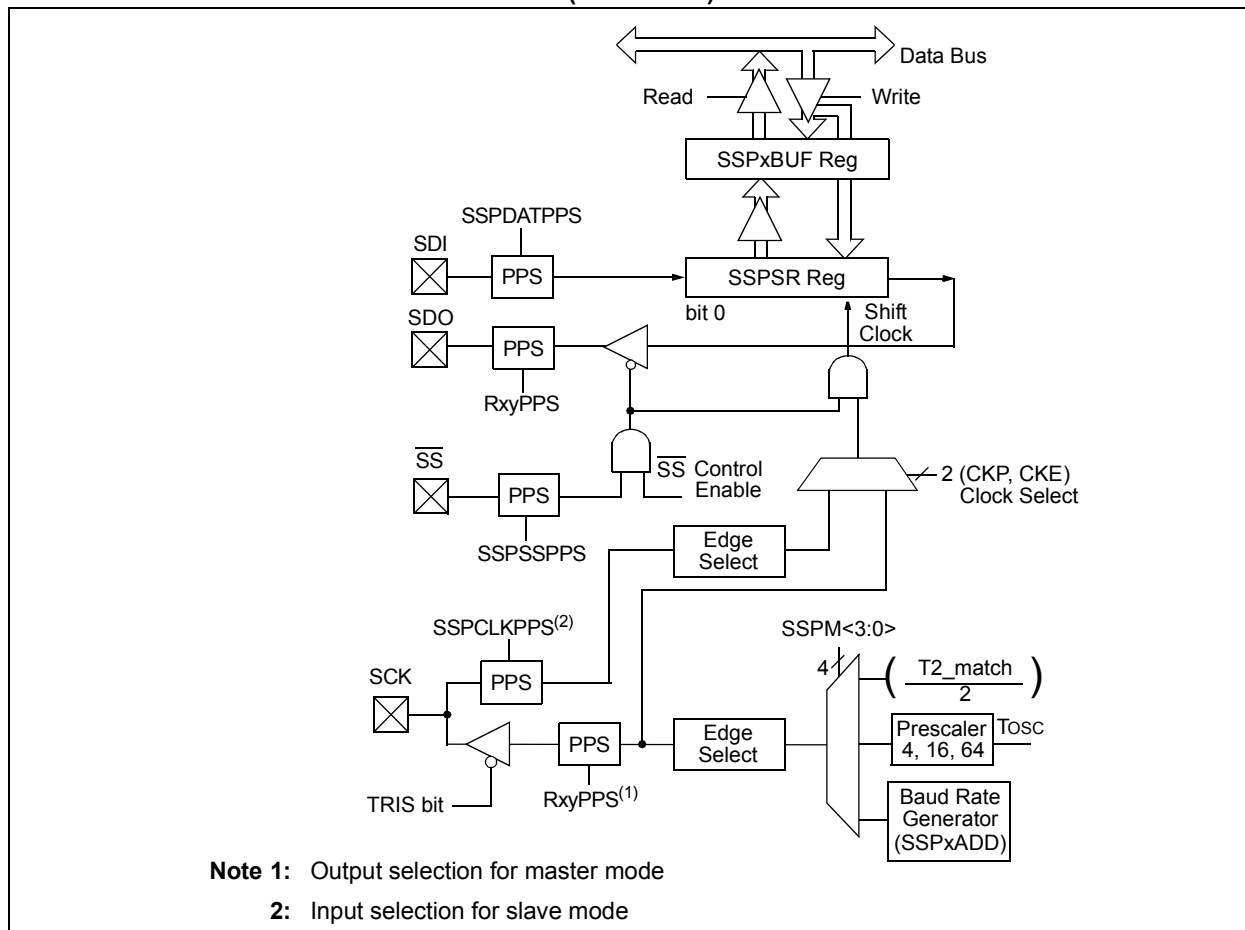 Data Bus
Read
Write
SSPxBUF Reg
SSPDATPPS
SDI
PPS
SSPSR Reg
bit 0
Shift
Clock
SDO
PPS
RxyPPS
SS
PPS
SS Control
Enable
2 (CKP, CKE)
Clock Select
SSPSSPPS
Edge
Select
SSPCLKPPS(2)
SSPM<3:0>
4
SCK
PPS
( T2_match
2 )
Edge
Select
PPS
Prescaler
4, 16, 64
TOSC
TRIS bit
RxyPPS(1)
Baud Rate
Generator
(SSPxADD)
Note 1: Output selection for master mode
2: Input selection for slave mode